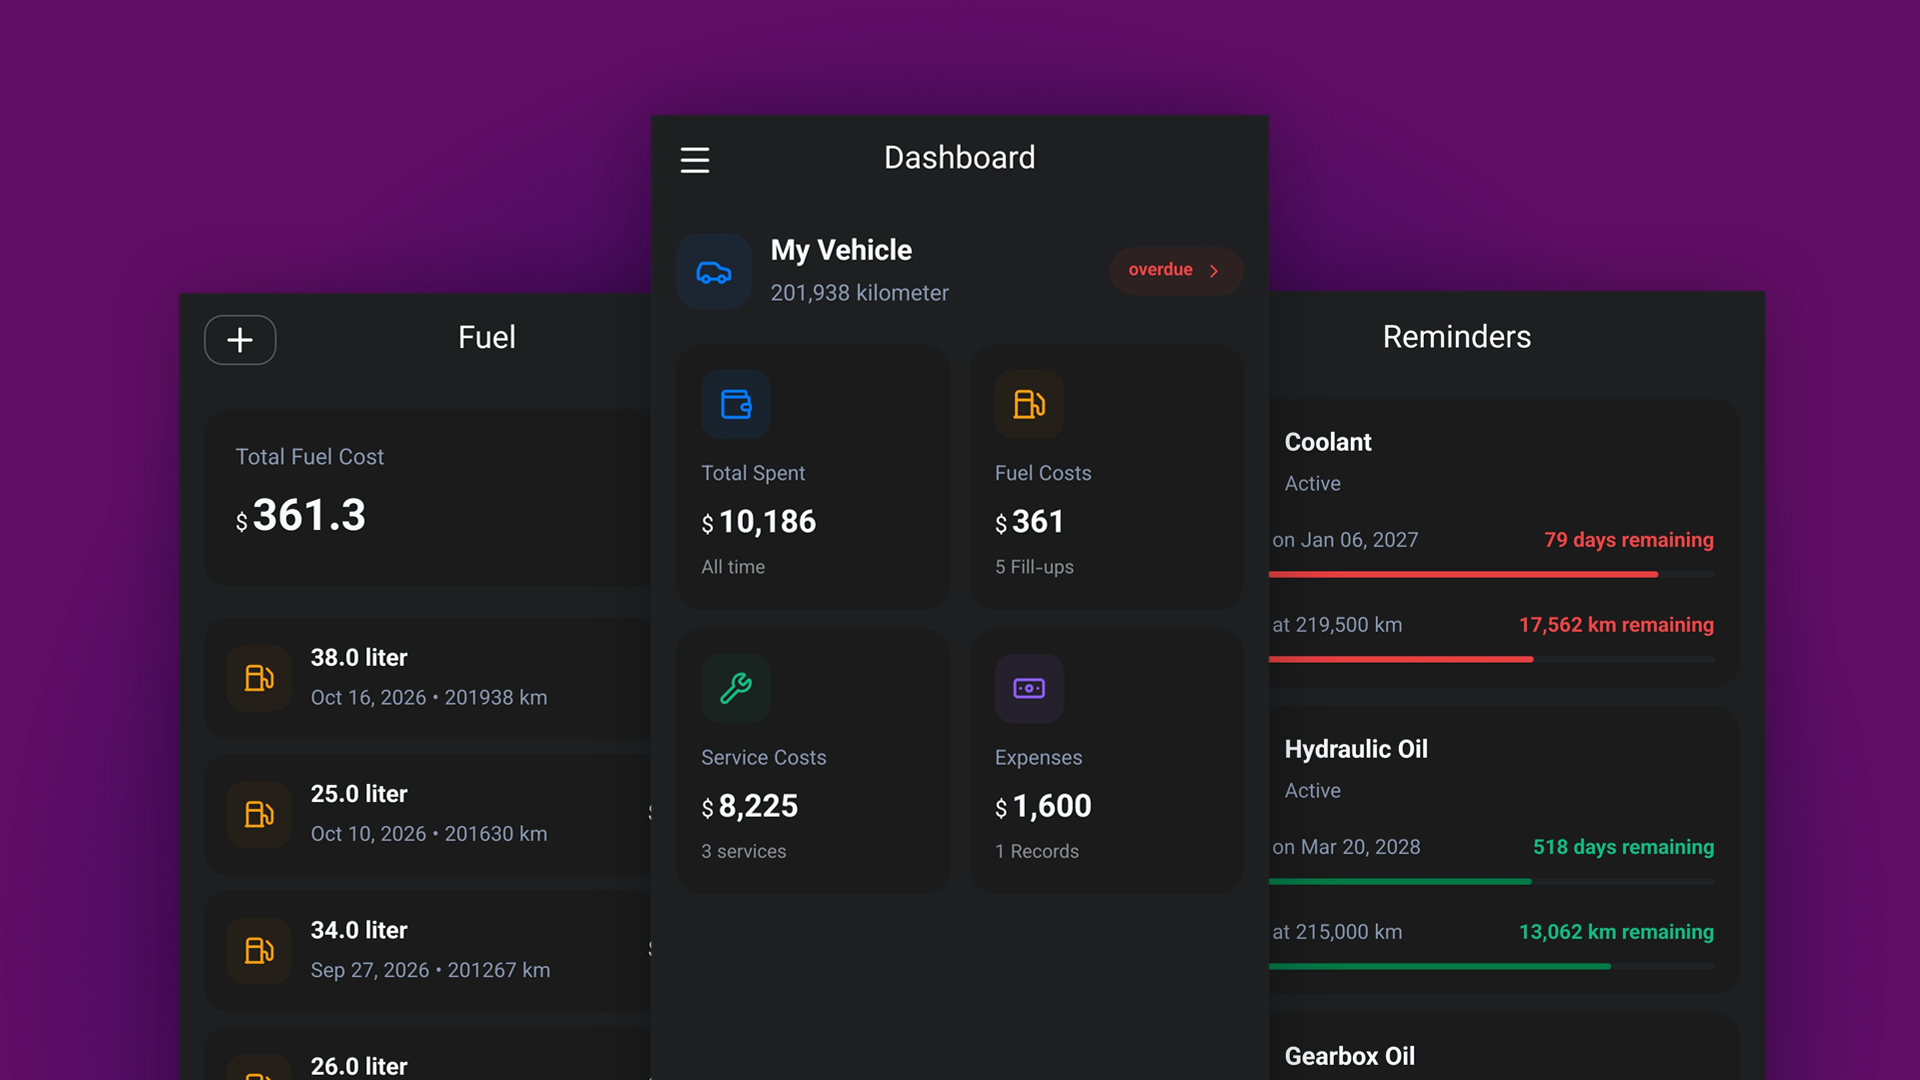 Fuel
Total Fuel Cost
$ 361.3
38.0 liter
Oct 16, 2026 • 201938 km
25.0 liter
Oct 10, 2026 • 201630 km
34.0 liter
Sep 27, 2026 • 201267 km
26.0 liter
Dashboard
My Vehicle
201,938 kilometer
overdue
Total Spent
$ 10,186
All time
Fuel Costs
$ 361
5 Fill-ups
Service Costs
$ 8,225
3 services
Expenses
$ 1,600
1 Records
Reminders
Coolant
Active
on Jan 06, 2027
79 days remaining
at 219,500 km
17,562 km remaining
Hydraulic Oil
Active
on Mar 20, 2028
518 days remaining
at 215,000 km
13,062 km remaining
Gearbox Oil